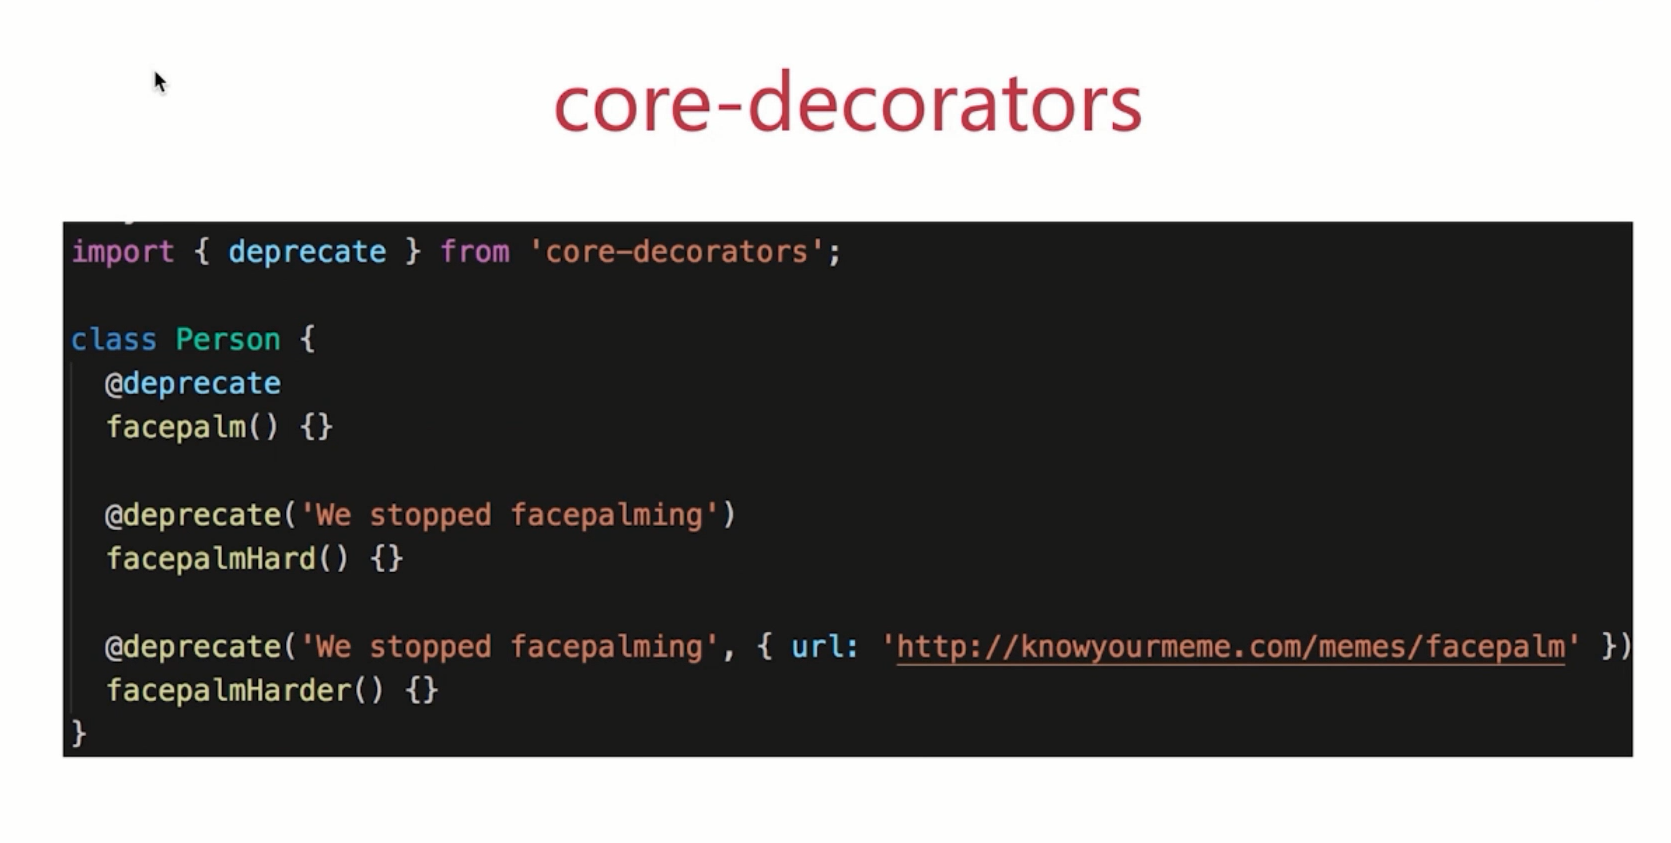 core-decorators
import { deprecate } from 'core-decorators';
class Person {
@deprecate
facepalm() {}
@deprecate('We stopped facepalming')
facepalmHard() {}
@deprecate('We stopped facepalming', { url: 'http://knowyourmeme.com/memes/facepalm' })
facepalmHarder() {}
}